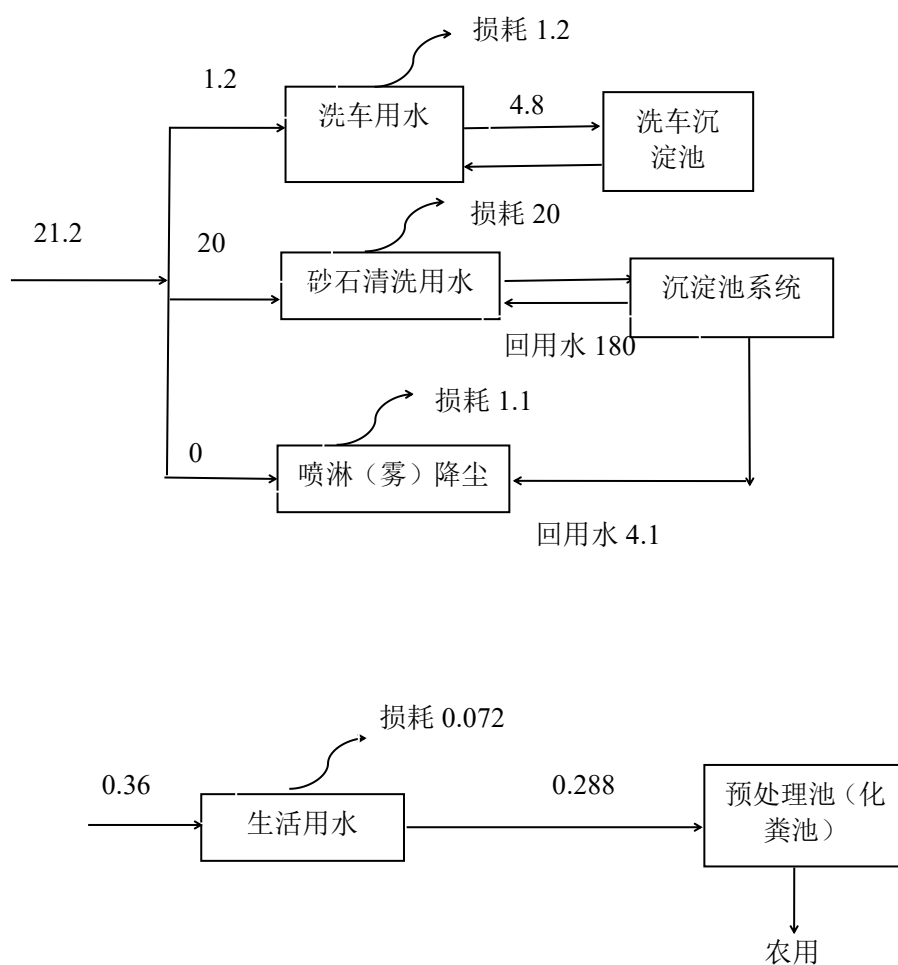 损耗 1.2
1.2
洗车用水
4.8
洗车沉
淀池
损耗 20
21.2
20
砂石清洗用水
沉淀池系统
回用水 180
损耗 1.1
0
喷淋（雾）降尘
回用水 4.1
损耗 0.072
0.36
生活用水
0.288
预处理池（化
粪池）
农用